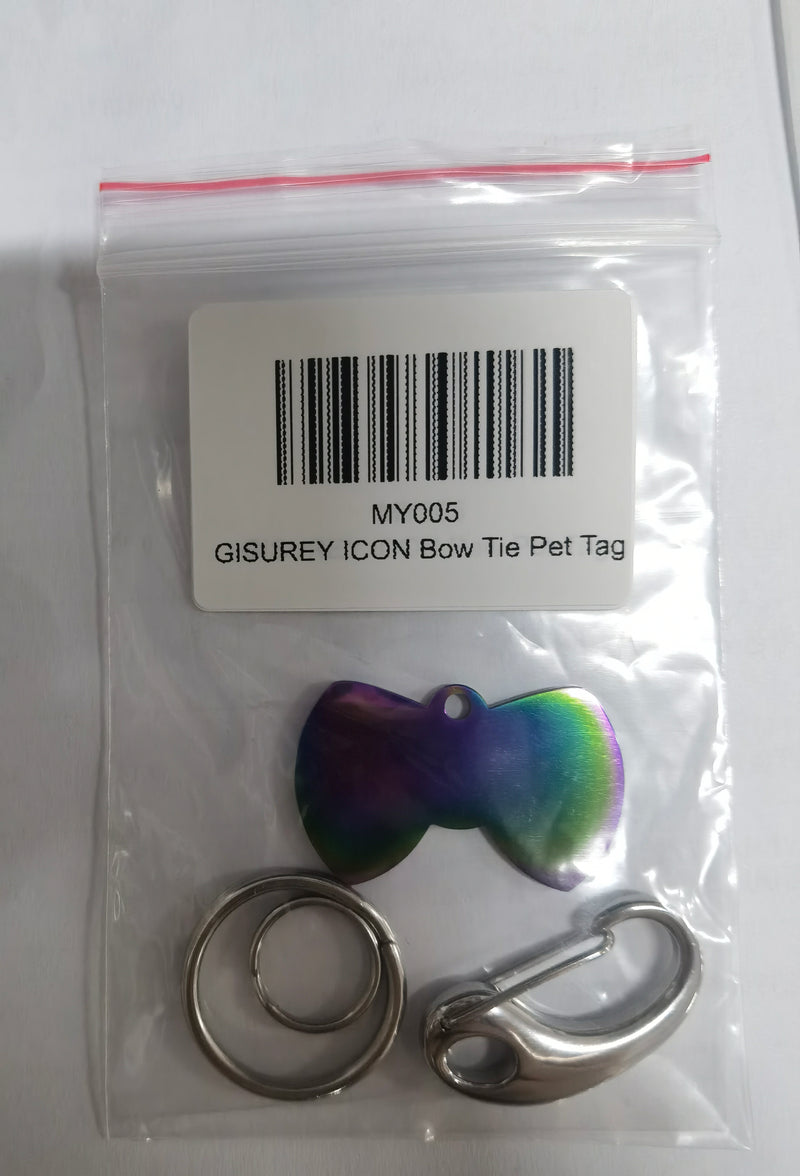 MY005
GISUREY ICON Bow Tie Pet Tag